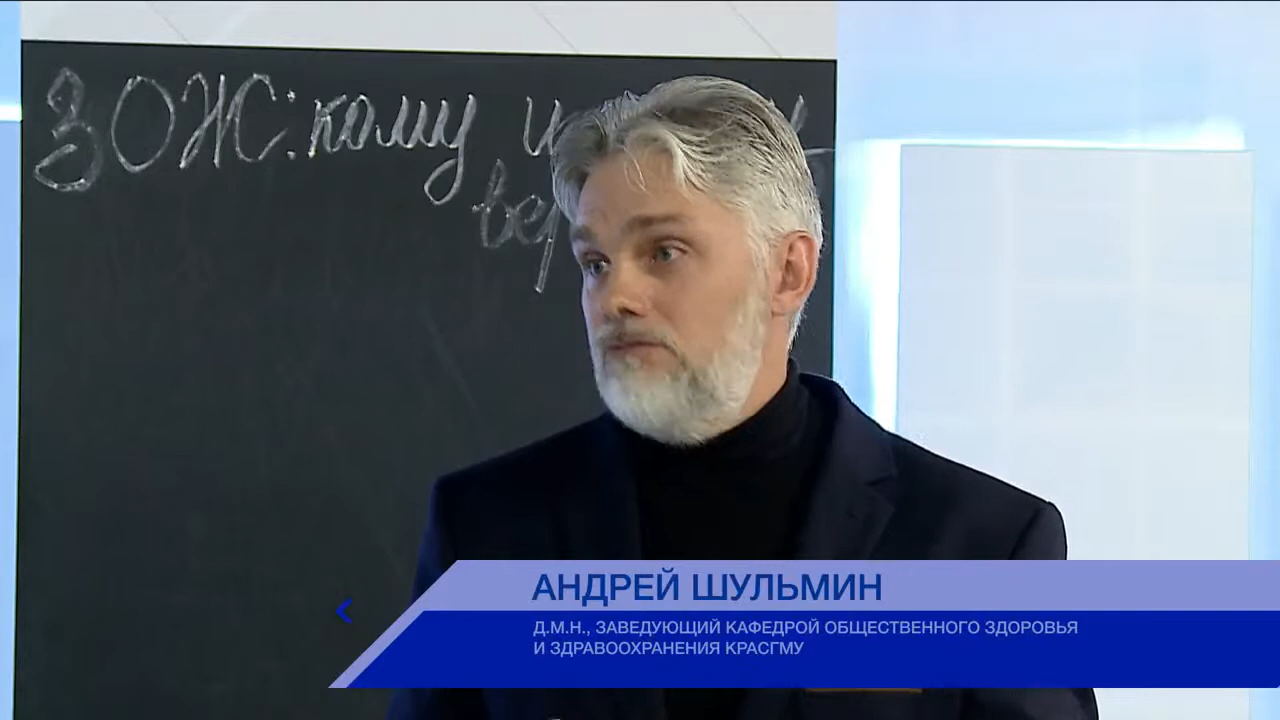 ЗОЖ: кому и
АНДРЕЙ ШУЛЬМИН
Д.М.Н., ЗАВЕДУЮЩИЙ КАФЕДРОЙ ОБЩЕСТВЕННОГО ЗДОРОВЬЯ
И ЗДРАВООХРАНЕНИЯ КРАСГМУ